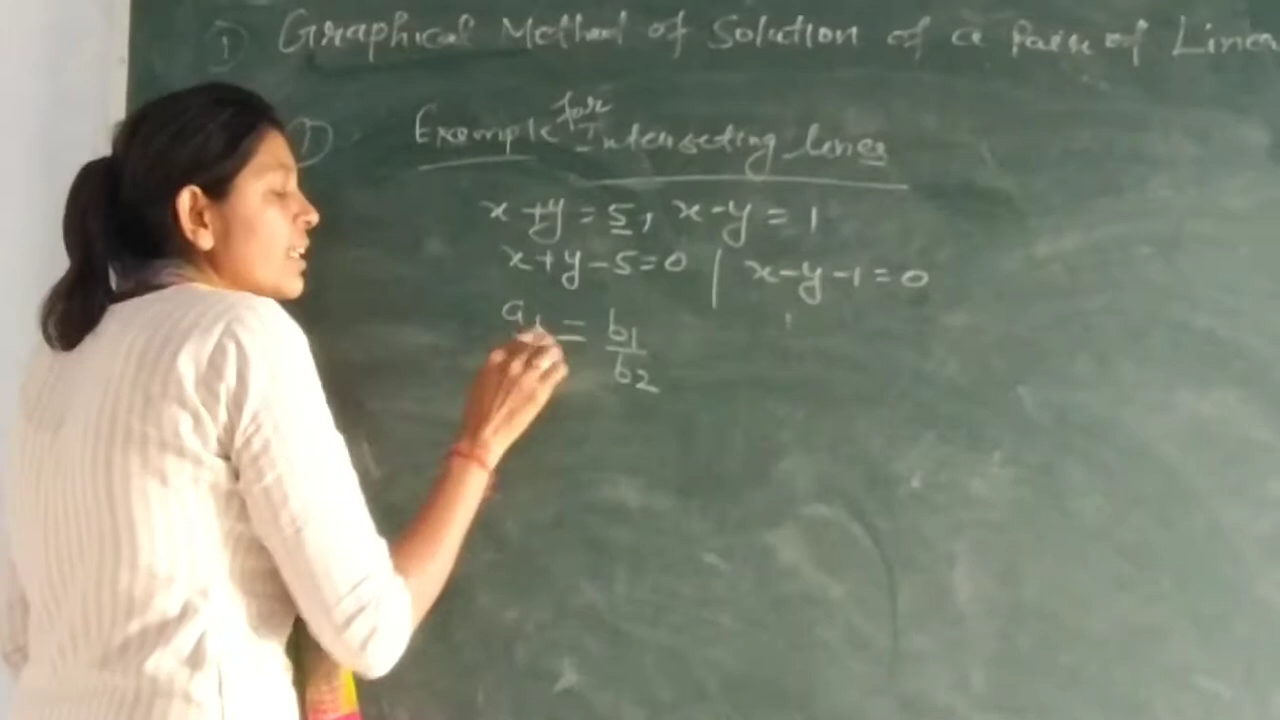 ① Graphical Method of Solution of a Pair of Linea
① Example for Intersecting lines
x+y=5, x-y=1
x+y-5=0 | x-y-1=0
a1 = b1/b2